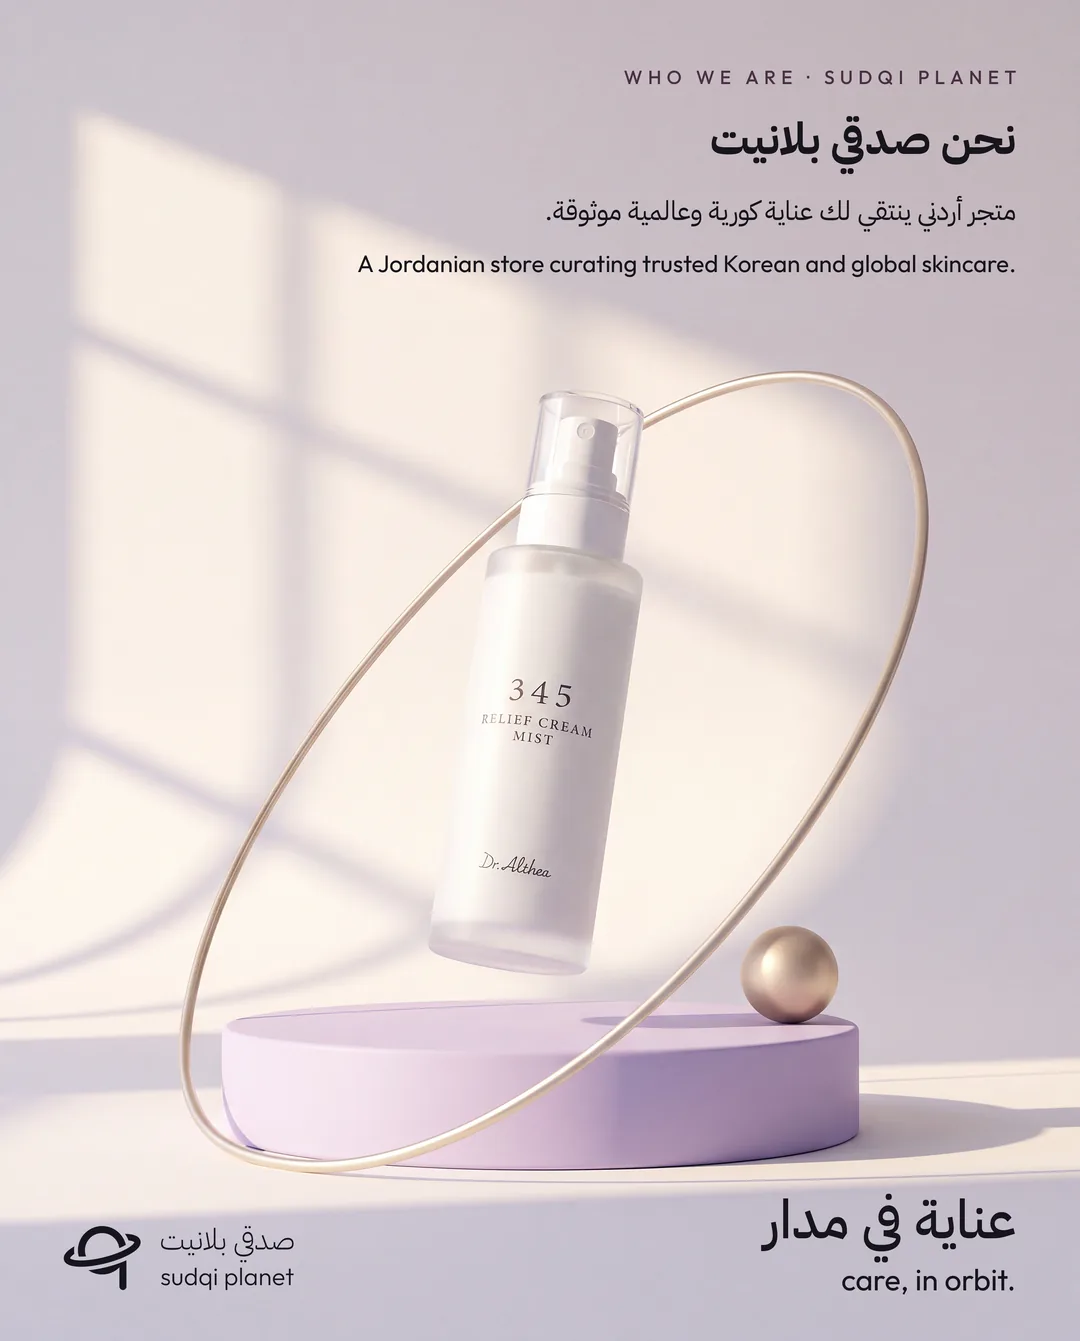 WHO WE ARE · SUDQI PLANET
نحن صدقي بلانيت
متجر أردني ينتقي لك عناية كورية وعالمية موثوقة.
A Jordanian store curating trusted Korean and global skincare.
345
RELIEF CREAM
MIST
Dr. Althea
عناية في مدار
care, in orbit.
صدقي بلانيت
sudqi planet